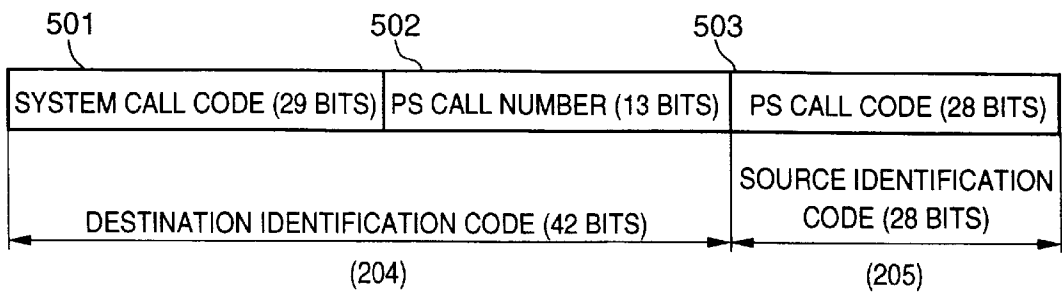 501 502 503
SYSTEM CALL CODE (29 BITS) PS CALL NUMBER (13 BITS) PS CALL CODE (28 BITS)
DESTINATION IDENTIFICATION CODE (42 BITS)
SOURCE IDENTIFICATION
CODE (28 BITS)
(204) (205)